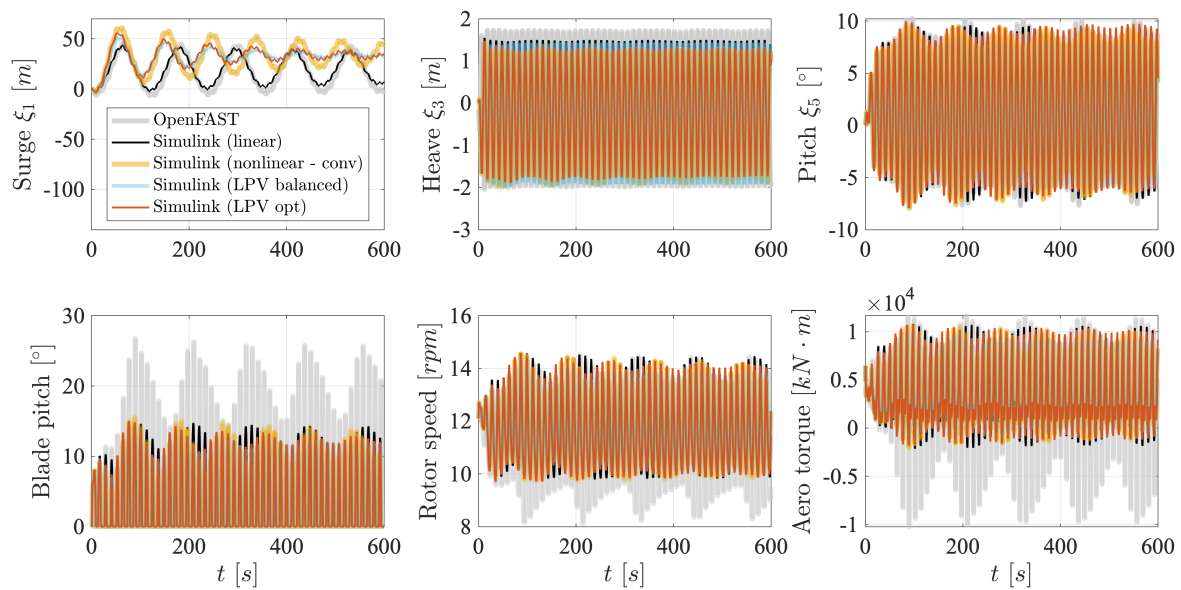 Surge ξ₁ [m]
50
0
-50
-100
0 200 400 600
OpenFAST
Simulink (linear)
Simulink (nonlinear - conv)
Simulink (LPV balanced)
Simulink (LPV opt)
Heave ξ₃ [m]
3
2
1
0
-1
-2
-3
0 200 400 600
Pitch ξ₅ [°]
10
5
0
-5
-10
0 200 400 600
Blade pitch [°]
30
20
10
0
0 200 400 600
t [s]
Rotor speed [rpm]
16
14
12
10
8
0 200 400 600
t [s]
Aero torque [kN · m]
×10⁴
1
0.5
0
-0.5
-1
0 200 400 600
t [s]